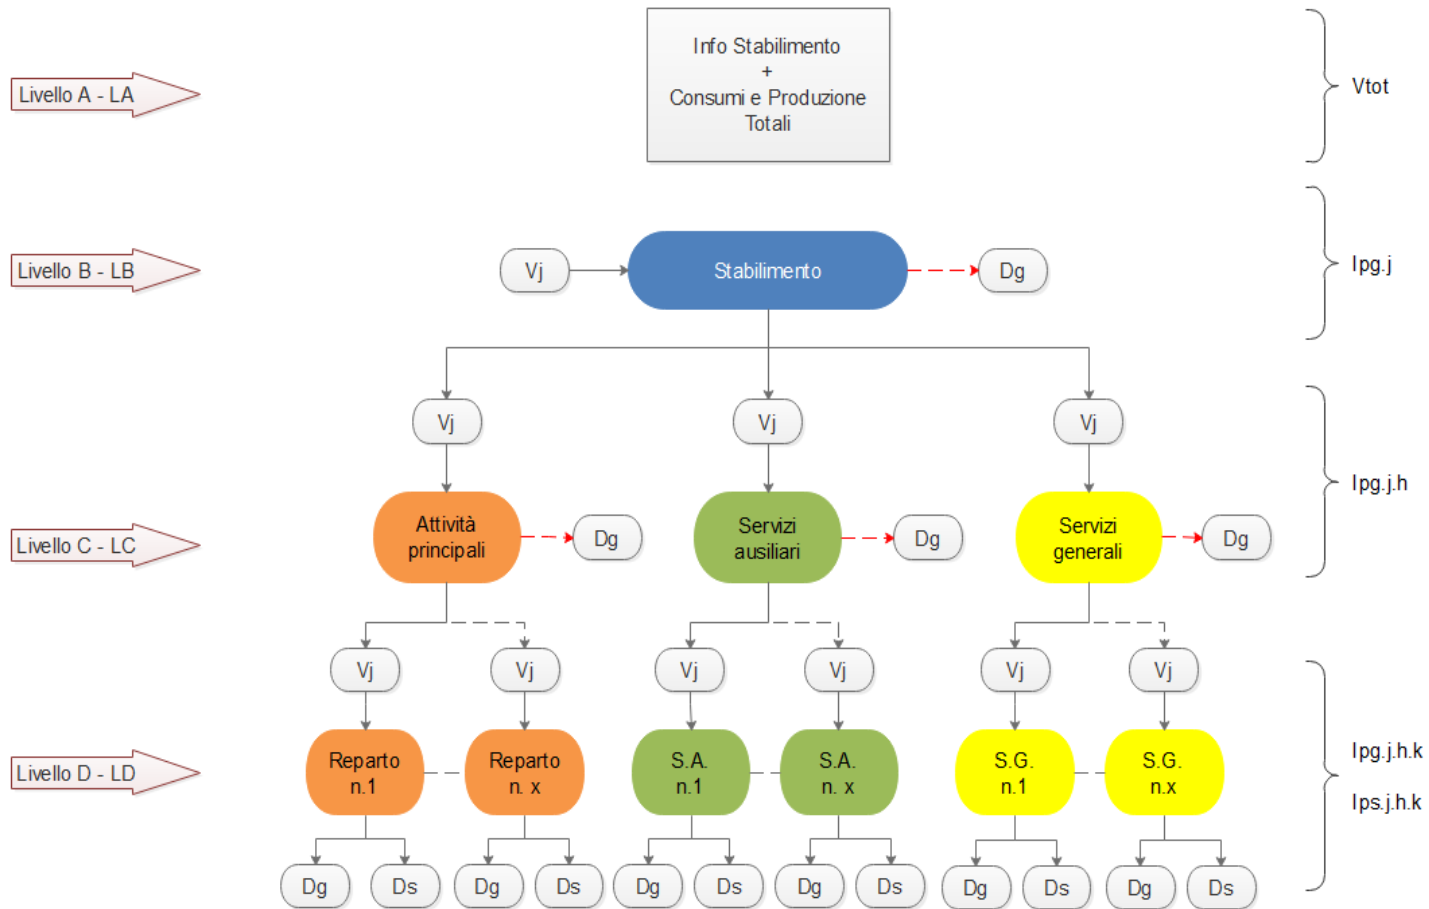 Info Stabilimento
+
Consumi e Produzione
Totali
Livello A - LA
Vtot
Livello B - LB
Vj
Stabilimento
Dg
Ipg.j
Vj
Vj
Vj
Ipg.j.h
Livello C - LC
Attività
principali
Dg
Servizi
ausiliari
Dg
Servizi
generali
Dg
Vj
Vj
Vj
Vj
Vj
Vj
Livello D - LD
Reparto
n.1
Reparto
n. x
S.A.
n.1
S.A.
n. x
S.G.
n.1
S.G.
n.x
Ipg.j.h.k
Ips.j.h.k
Dg
Ds
Dg
Ds
Dg
Ds
Dg
Ds
Dg
Ds
Dg
Ds